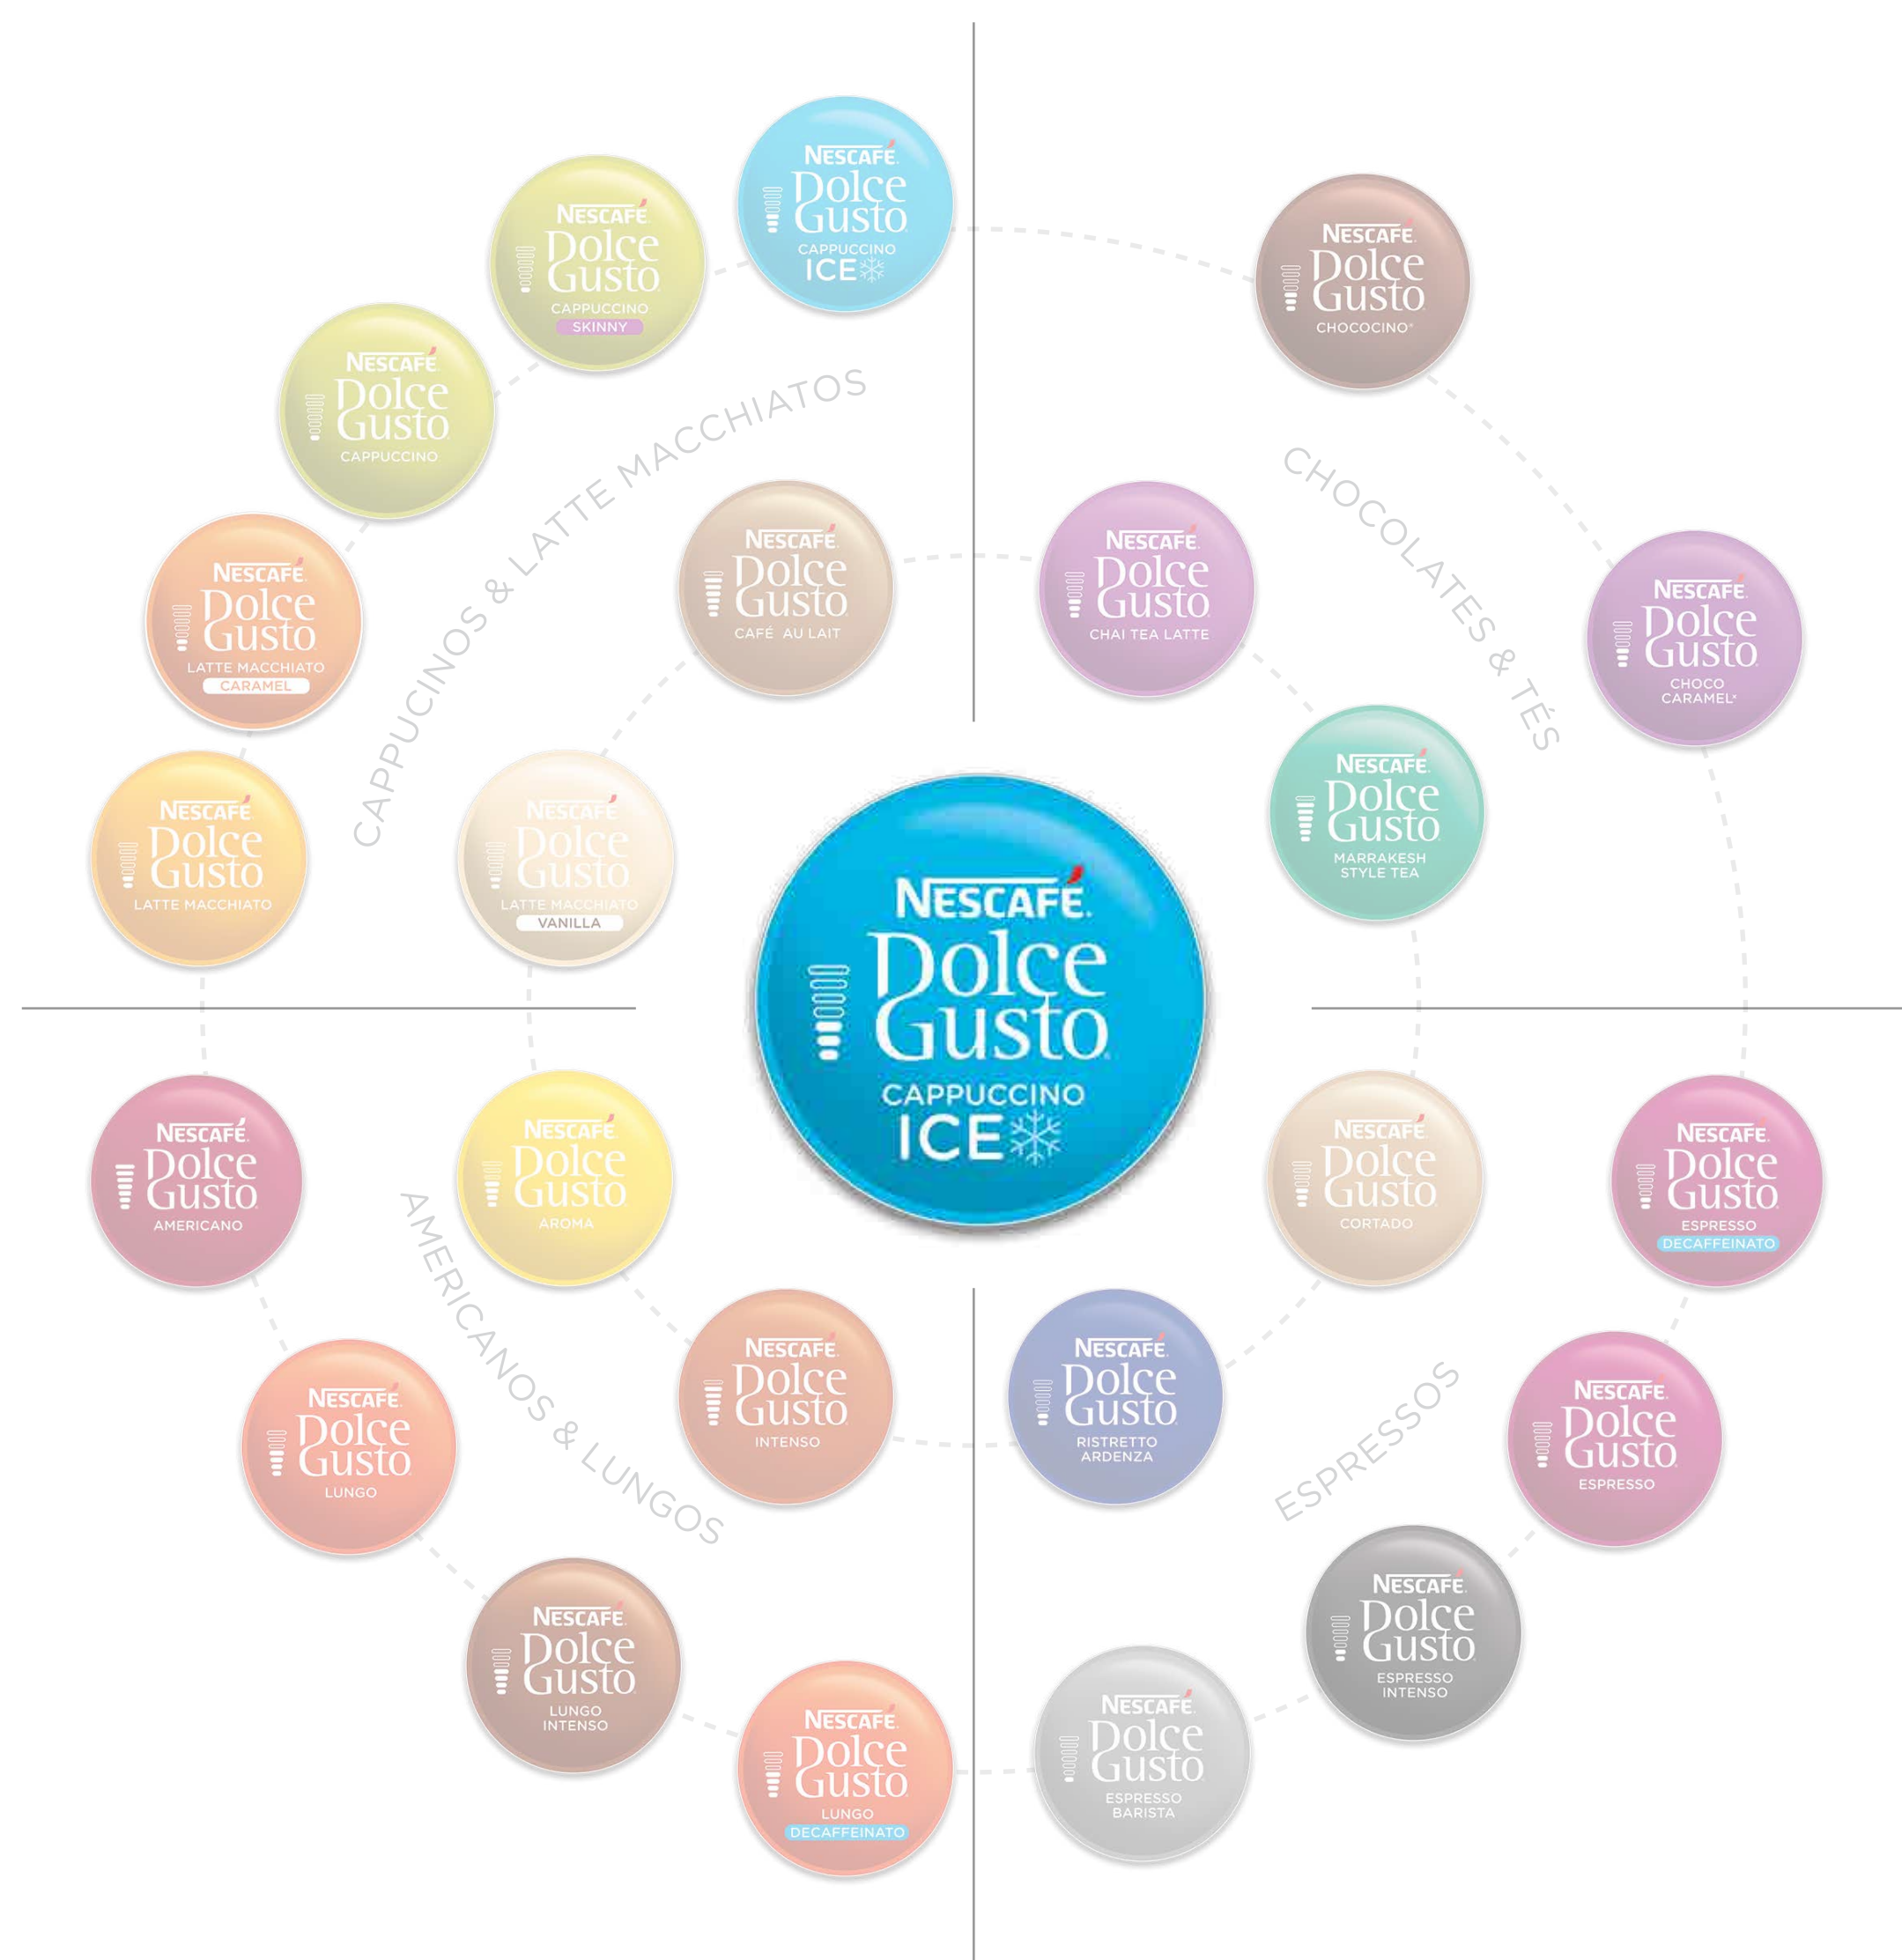 NESCAFÉ.
Dolce
Gusto
CAPPUCCINO
ICE
NESCAFÉ.
Dolce
Gusto
CAPPUCCINO
SKINNY
NESCAFÉ.
Dolce
Gusto
CAPPUCCINO
NESCAFÉ.
Dolce
Gusto
LATTE MACCHIATO
CARAMEL
NESCAFÉ.
Dolce
Gusto
LATTE MACCHIATO
CAPPUCINOS & LATTE MACCHIATOS
NESCAFÉ.
Dolce
Gusto
CAFÉ AU LAIT
NESCAFÉ.
Dolce
Gusto
LATTE MACCHIATO
VANILLA
NESCAFÉ.
Dolce
Gusto
CHOCOCINO®
CHOCOLATES & TÉS
NESCAFÉ.
Dolce
Gusto
CHOCO
CARAMEL*
NESCAFÉ.
Dolce
Gusto
CHAI TEA LATTE
NESCAFÉ.
Dolce
Gusto
MARRAKESH
STYLE TEA
NESCAFÉ.
Dolce
Gusto
CAPPUCCINO
ICE
NESCAFÉ.
Dolce
Gusto
AMERICANO
NESCAFÉ.
Dolce
Gusto
AROMA
AMERICANOS & LUNGOS
NESCAFÉ.
Dolce
Gusto
INTENSO
NESCAFÉ.
Dolce
Gusto
LUNGO
NESCAFÉ.
Dolce
Gusto
LUNGO
INTENSO
NESCAFÉ.
Dolce
Gusto
LUNGO
DECAFFEINATO
NESCAFÉ.
Dolce
Gusto
CORTADO
NESCAFÉ.
Dolce
Gusto
ESPRESSO
DECAFFEINATO
NESCAFÉ.
Dolce
Gusto
RISTRETTO
ARDENZA
ESPRESSOS
NESCAFÉ.
Dolce
Gusto
ESPRESSO
NESCAFÉ.
Dolce
Gusto
ESPRESSO
INTENSO
NESCAFÉ.
Dolce
Gusto
ESPRESSO
BARISTA